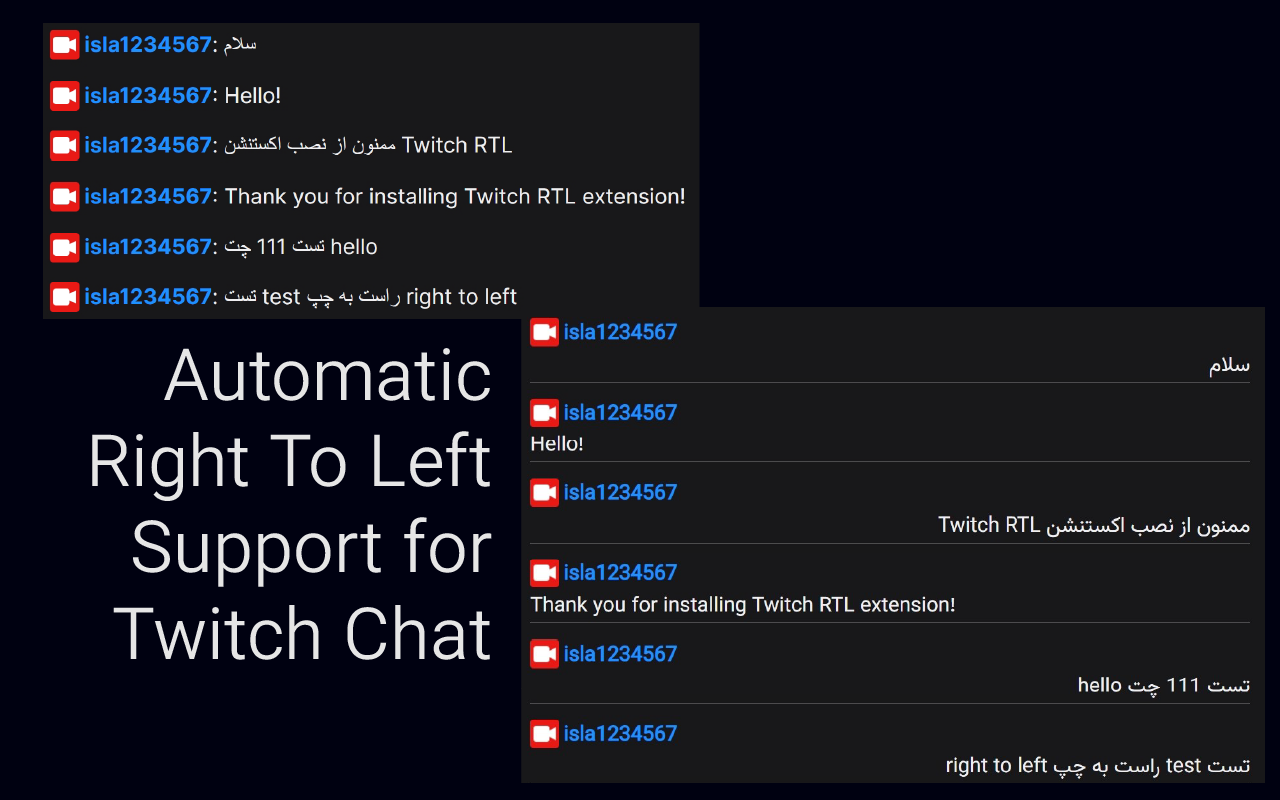 isla1234567: سلام
isla1234567: Hello!
isla1234567: ممنون از نصب اکستنشن Twitch RTL
isla1234567: Thank you for installing Twitch RTL extension!
isla1234567: تست 111 چت hello
isla1234567: تست test راست به چپ right to left
Automatic
Right To Left
Support for
Twitch Chat
isla1234567
سلام
isla1234567
Hello!
isla1234567
ممنون از نصب اکستنشن Twitch RTL
isla1234567
Thank you for installing Twitch RTL extension!
isla1234567
تست 111 چت hello
isla1234567
تست test راست به چپ right to left